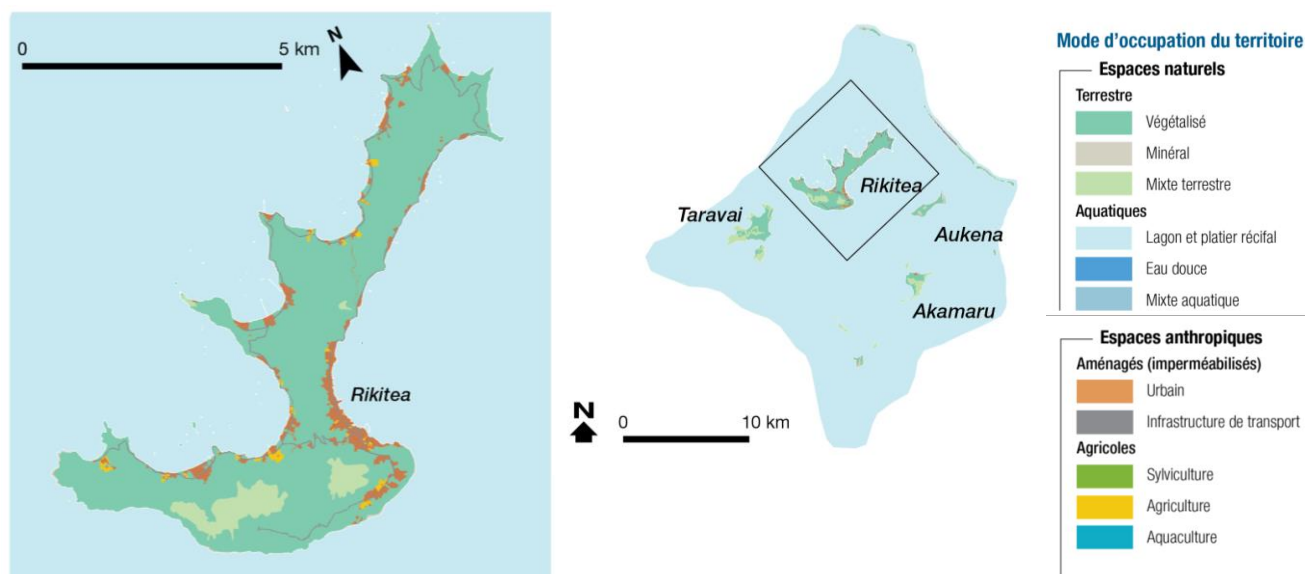 0
5 km
N
Rikitea
Rikitea
Taravai
Aukena
Akamaru
N
0
10 km
Mode d’occupation du territoire
Espaces naturels
Terrestre
Végétalisé
Minéral
Mixte terrestre
Aquatiques
Lagon et platier récifal
Eau douce
Mixte aquatique
Espaces anthropiques
Aménagés (imperméabilisés)
Urbain
Infrastructure de transport
Agricoles
Sylviculture
Agriculture
Aquaculture